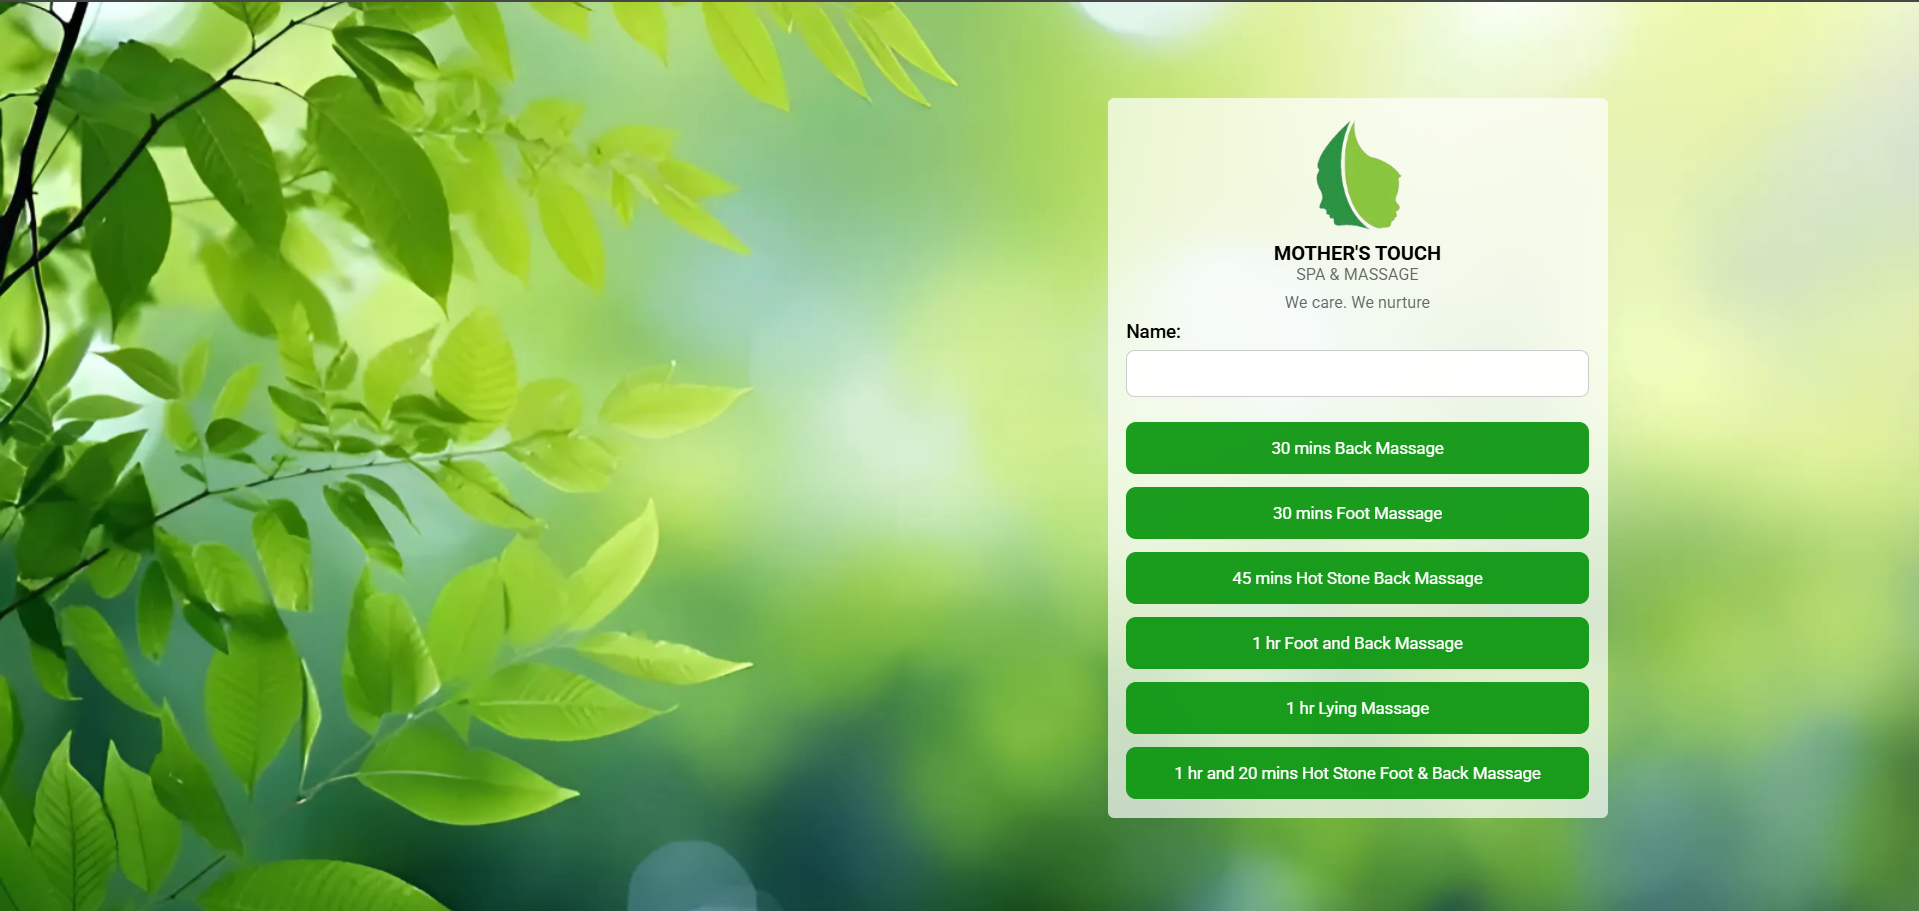 MOTHER'S TOUCH
SPA & MASSAGE
We care. We nurture
Name:
30 mins Back Massage
30 mins Foot Massage
45 mins Hot Stone Back Massage
1 hr Foot and Back Massage
1 hr Lying Massage
1 hr and 20 mins Hot Stone Foot & Back Massage